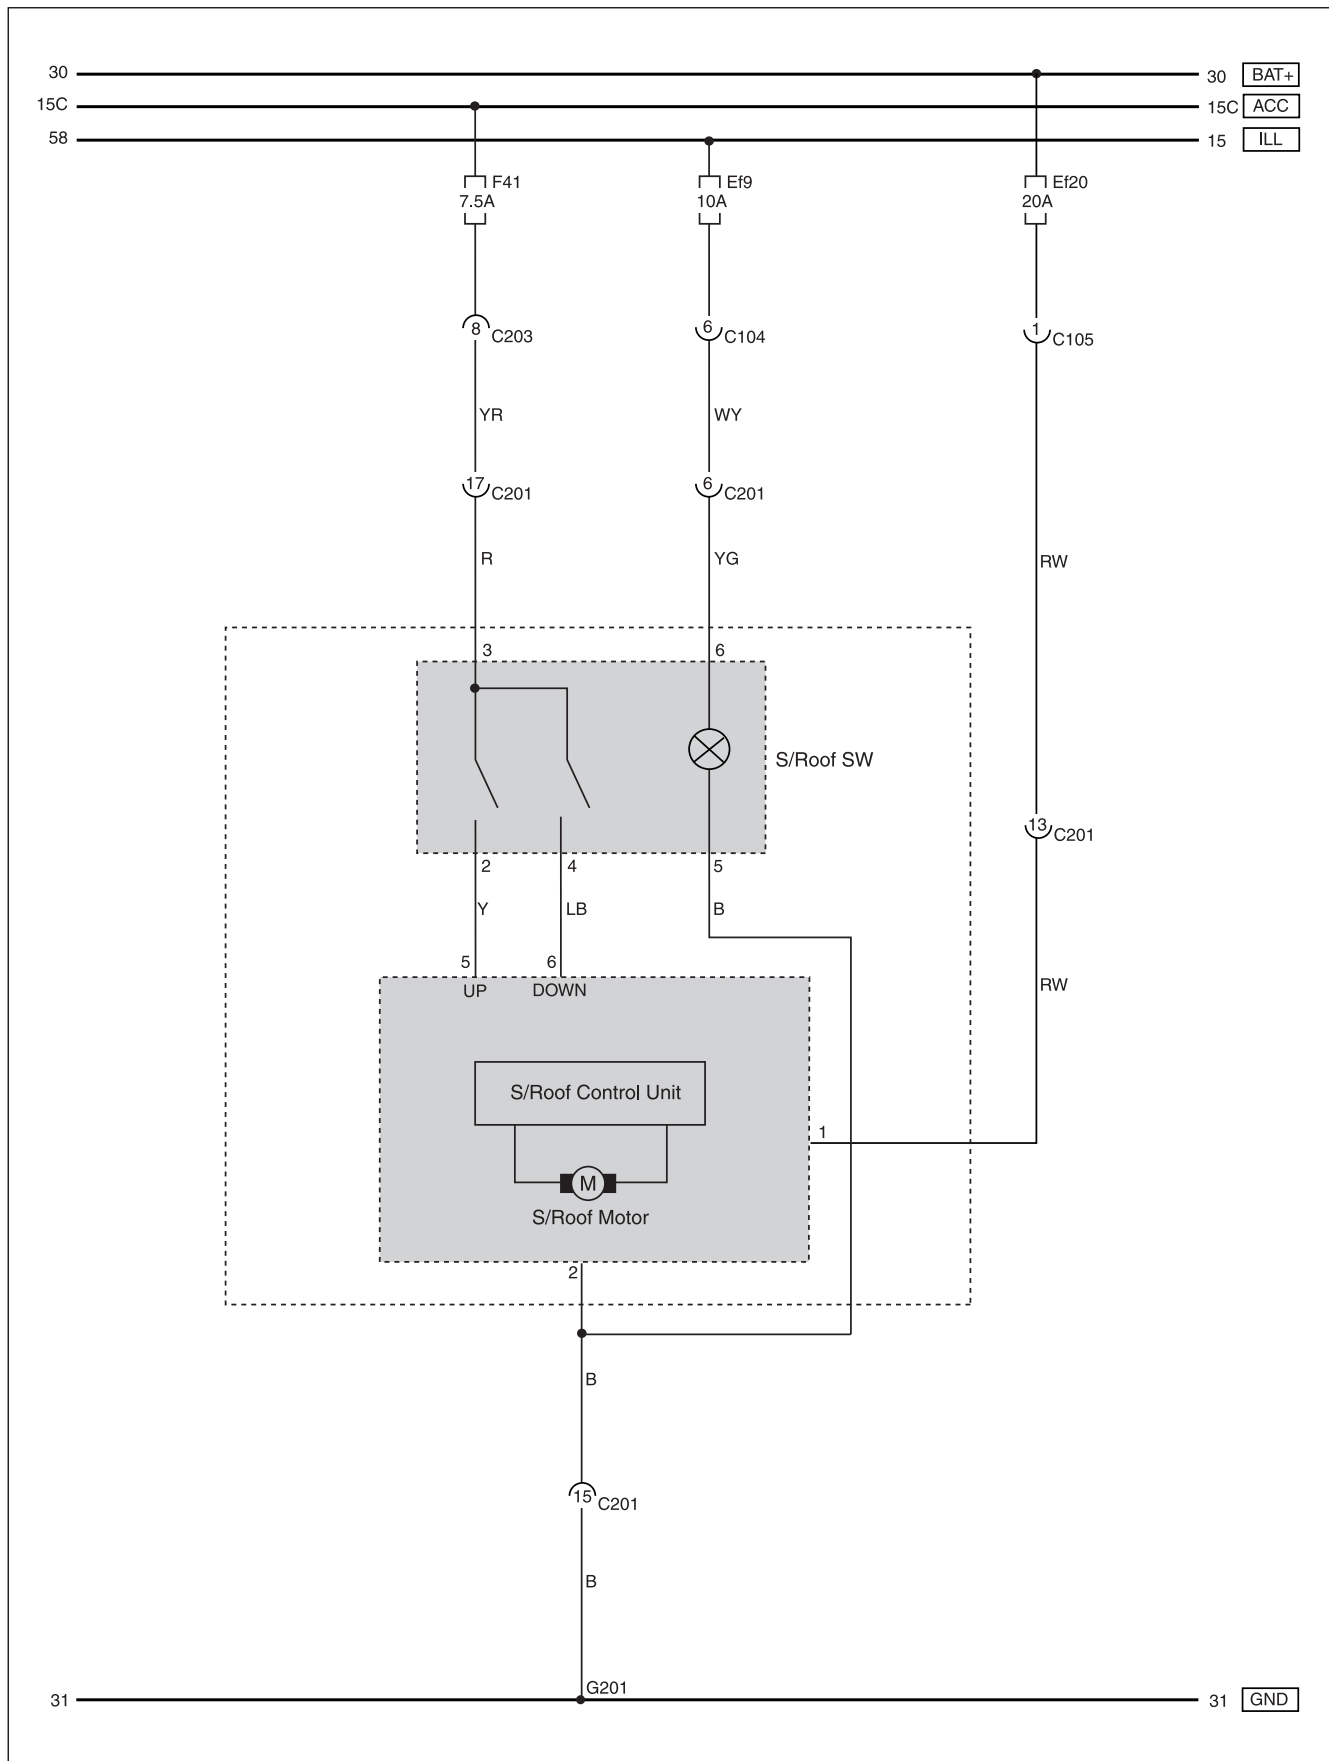 30 30 BAT+
15C 15C ACC
58 15 ILL
F41 Ef9 Ef20
7.5A 10A 20A
8 C203 6 C104 1 C105
YR WY
17 C201 6 C201
R YG RW
3 6
S/Roof SW
13 C201
2 4 5
Y LB B
5 6
UP DOWN RW
S/Roof Control Unit
1
M
S/Roof Motor
2
B
15 C201
B
G201
31 31 GND